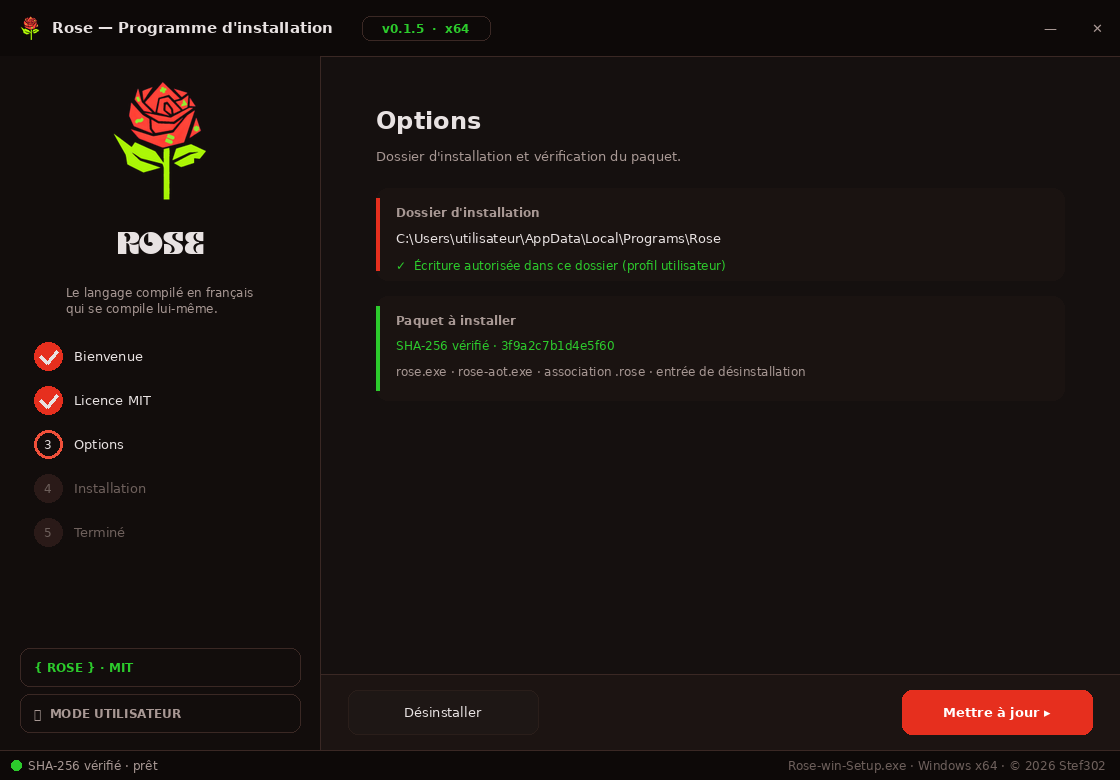 Rose — Programme d'installation
v0.1.5 · x64
ROSE
Le langage compilé en français
qui se compile lui-même.
Bienvenue
Licence MIT
3 Options
4 Installation
5 Terminé
{ ROSE } · MIT
MODE UTILISATEUR
Options
Dossier d'installation et vérification du paquet.
Dossier d'installation
C:\Users\utilisateur\AppData\Local\Programs\Rose
✓ Écriture autorisée dans ce dossier (profil utilisateur)
Paquet à installer
SHA-256 vérifié · 3f9a2c7b1d4e5f60
rose.exe · rose-aot.exe · association .rose · entrée de désinstallation
Désinstaller
Mettre à jour ▸
SHA-256 vérifié · prêt
Rose-win-Setup.exe · Windows x64 · © 2026 Stef302